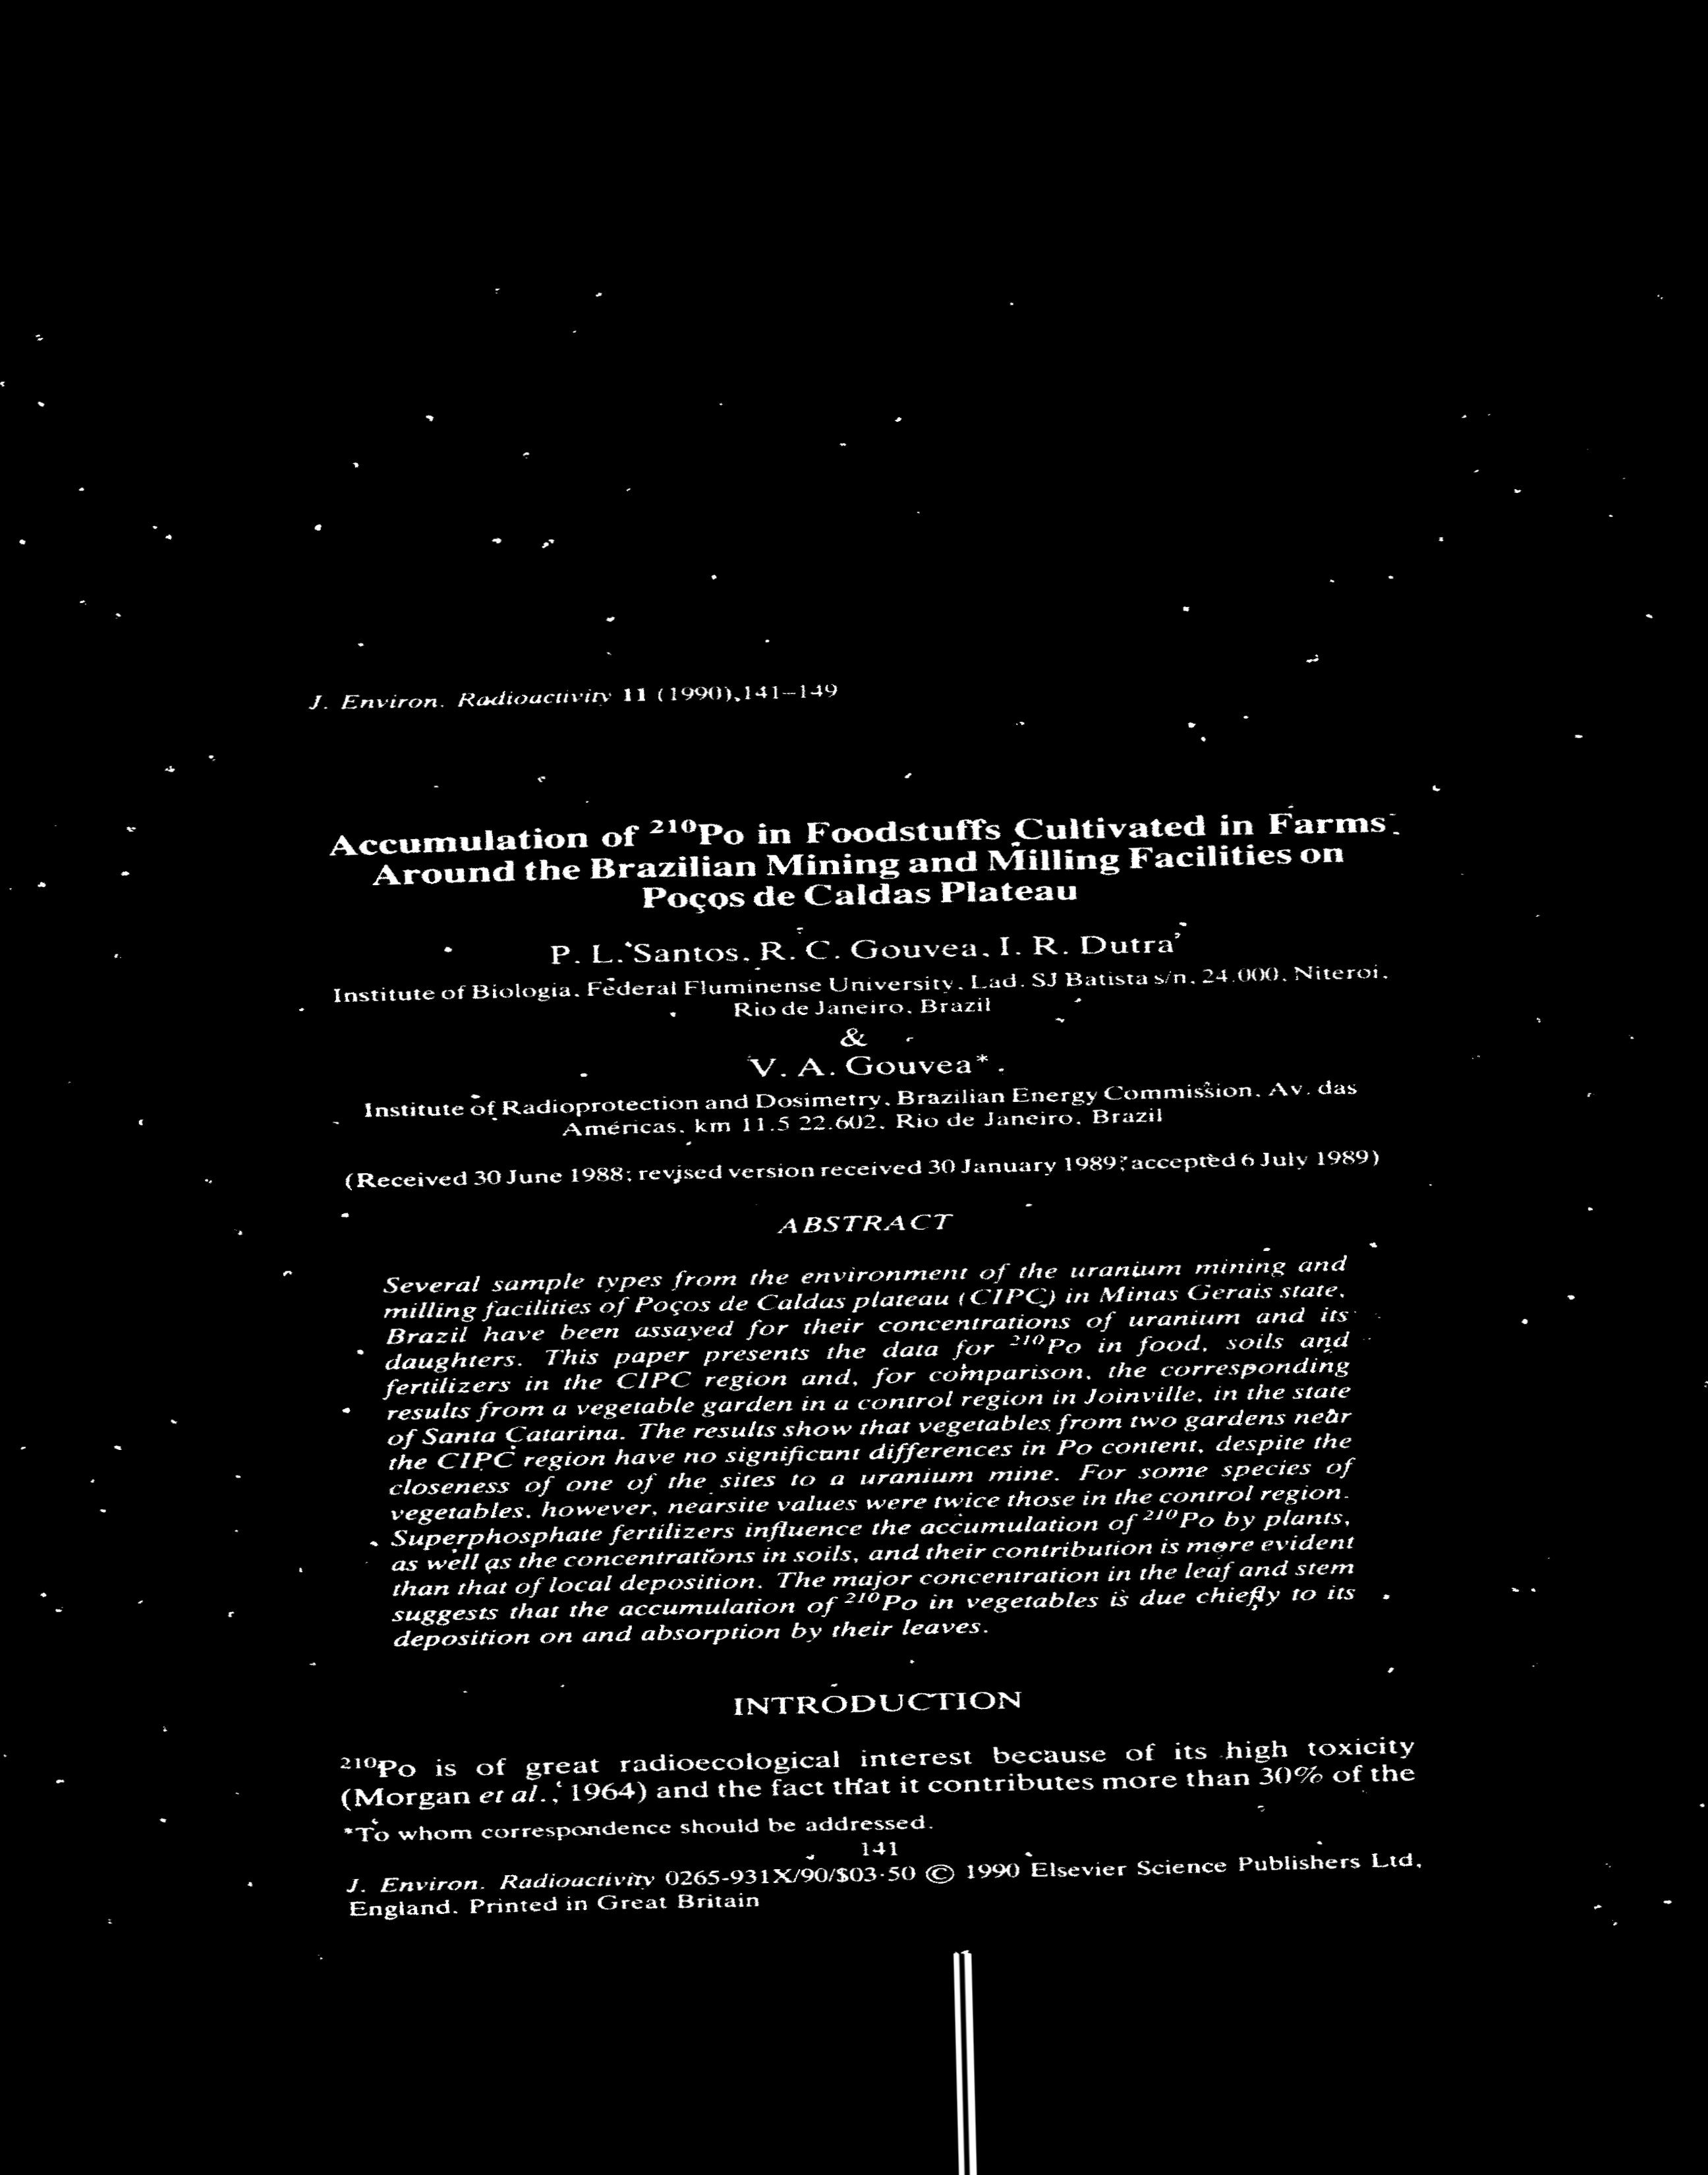 J. Environ. Radioactivity 11 (1990), 141–149
Accumulation of ²¹⁰Po in Foodstuffs Cultivated in Farms
Around the Brazilian Mining and Milling Facilities on
Poços de Caldas Plateau
P. L. Santos, R. C. Gouvea, I. R. Dutra
Institute of Biologia, Federal Fluminense University, Lad. SJ Batista s/n, 24.000, Niteroi,
Rio de Janeiro, Brazil
&
V. A. Gouvea*
Institute of Radioprotection and Dosimetry, Brazilian Energy Commission, Av. das
Américas, km 11.5 22.602, Rio de Janeiro, Brazil
(Received 30 June 1988; revised version received 30 January 1989; accepted 6 July 1989)
ABSTRACT
Several sample types from the environment of the uranium mining and
milling facilities of Poços de Caldas plateau (CIPC) in Minas Gerais state,
Brazil have been assayed for their concentrations of uranium and its
daughters. This paper presents the data for ²¹⁰Po in food, soils and
fertilizers in the CIPC region and, for comparison, the corresponding
results from a vegetable garden in a control region in Joinville, in the state
of Santa Catarina. The results show that vegetables from two gardens near
the CIPC region have no significant differences in Po content, despite the
closeness of one of the sites to a uranium mine. For some species of
vegetables, however, nearsite values were twice those in the control region.
Superphosphate fertilizers influence the accumulation of ²¹⁰Po by plants,
as well as the concentrations in soils, and their contribution is more evident
than that of local deposition. The major concentration in the leaf and stem
suggests that the accumulation of ²¹⁰Po in vegetables is due chiefly to its
deposition on and absorption by their leaves.
INTRODUCTION
²¹⁰Po is of great radioecological interest because of its high toxicity
(Morgan et al., 1964) and the fact that it contributes more than 30% of the
*To whom correspondence should be addressed.
141
J. Environ. Radioactivity 0265-931X/90/$03·50 © 1990 Elsevier Science Publishers Ltd,
England. Printed in Great Britain